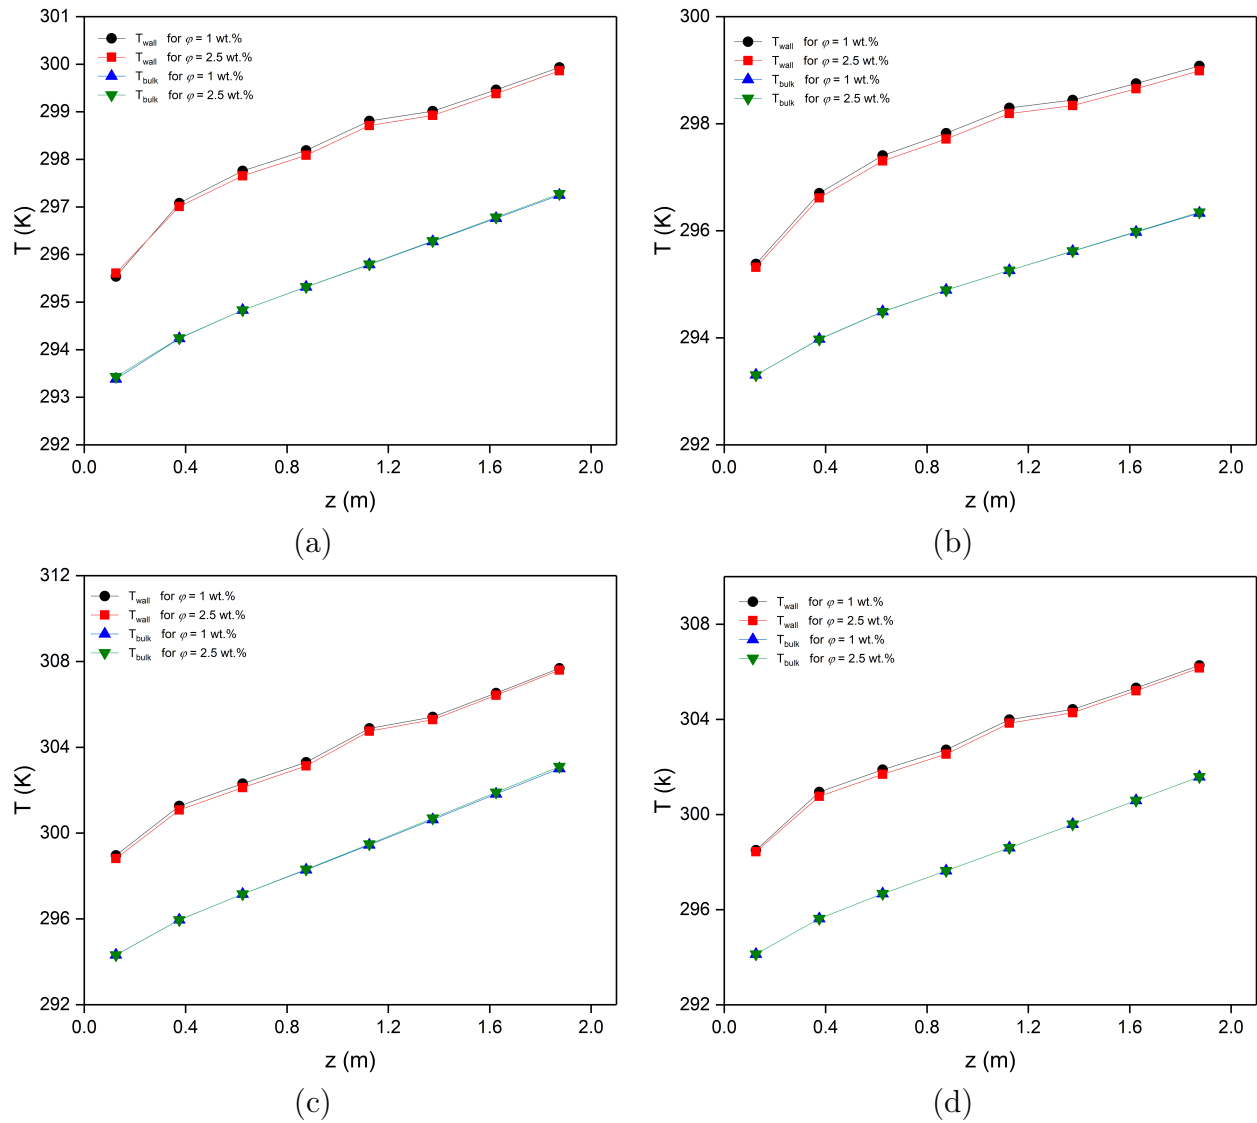 301
300
299
298
297
296
295
294
293
292
T (K)
T_wall for φ = 1 wt.%
T_wall for φ = 2.5 wt.%
T_bulk for φ = 1 wt.%
T_bulk for φ = 2.5 wt.%
0.0 0.4 0.8 1.2 1.6 2.0
z (m)
(a)
300
298
296
294
292
T (K)
T_wall for φ = 1 wt.%
T_wall for φ = 2.5 wt.%
T_bulk for φ = 1 wt.%
T_bulk for φ = 2.5 wt.%
0.0 0.4 0.8 1.2 1.6 2.0
z (m)
(b)
312
308
304
300
296
292
T (K)
T_wall for φ = 1 wt.%
T_wall for φ = 2.5 wt.%
T_bulk for φ = 1 wt.%
T_bulk for φ = 2.5 wt.%
0.0 0.4 0.8 1.2 1.6 2.0
z (m)
(c)
308
304
300
296
292
T (k)
T_wall for φ = 1 wt.%
T_wall for φ = 2.5 wt.%
T_bulk for φ = 1 wt.%
T_bulk for φ = 2.5 wt.%
0.0 0.4 0.8 1.2 1.6 2.0
z (m)
(d)